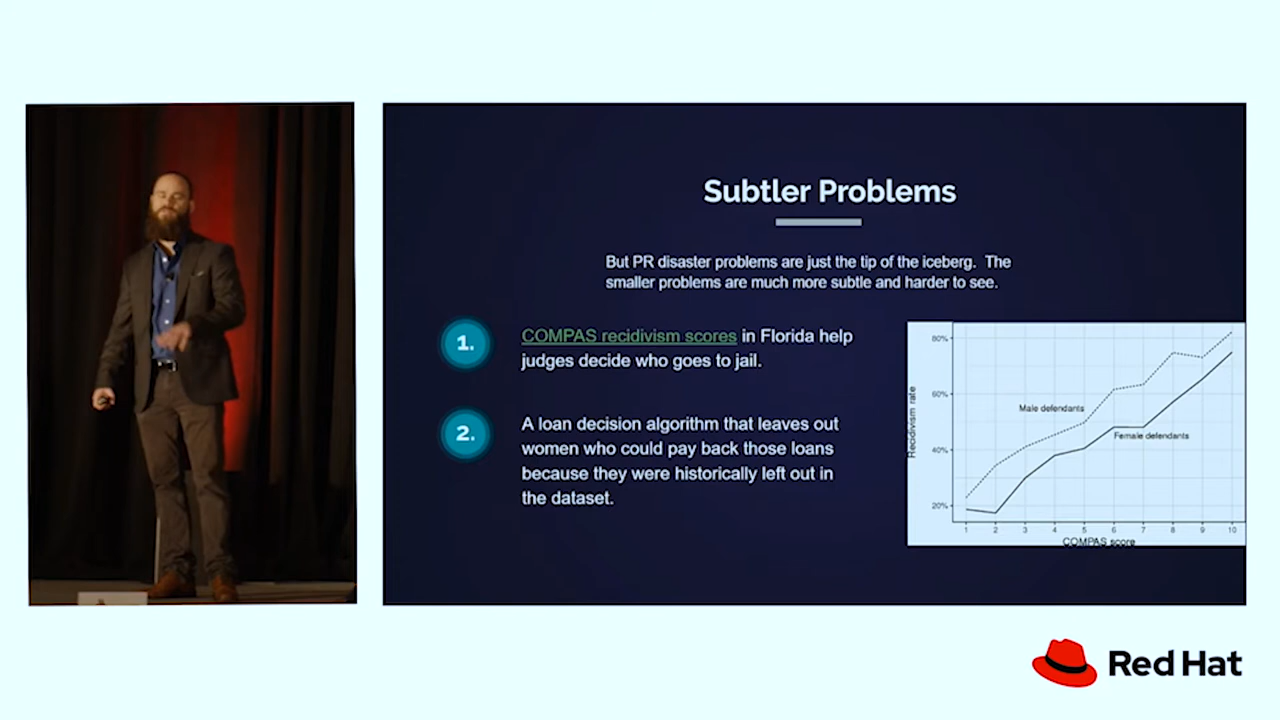 Subtler Problems
But PR disaster problems are just the tip of the iceberg.  The
smaller problems are much more subtle and harder to see.
1.
COMPAS recidivism scores in Florida help
judges decide who goes to jail.
2.
A loan decision algorithm that leaves out
women who could pay back those loans
because they were historically left out in
the dataset.
80%
60%
40%
20%
Recidivism rate
Male defendants
Female defendants
1 2 3 4 5 6 7 8 9 10
COMPAS score
Red Hat